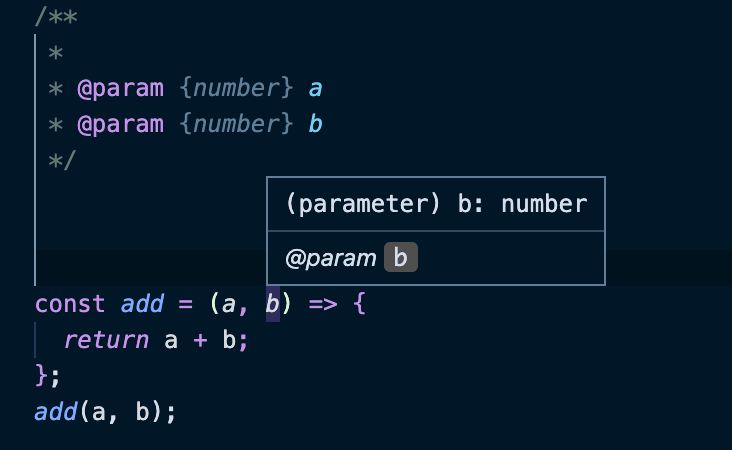 /**
 *
 * @param {number} a
 * @param {number} b
 */
(parameter) b: number
@param b
const add = (a, b) => {
  return a + b;
};
add(a, b);